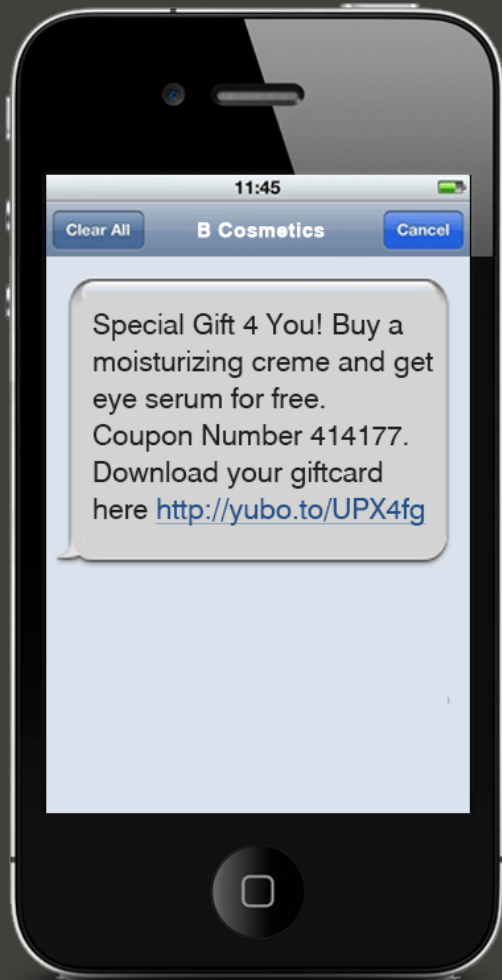 11:45
Clear All B Cosmetics Cancel
Special Gift 4 You! Buy a
moisturizing creme and get
eye serum for free.
Coupon Number 414177.
Download your giftcard
here http://yubo.to/UPX4fg